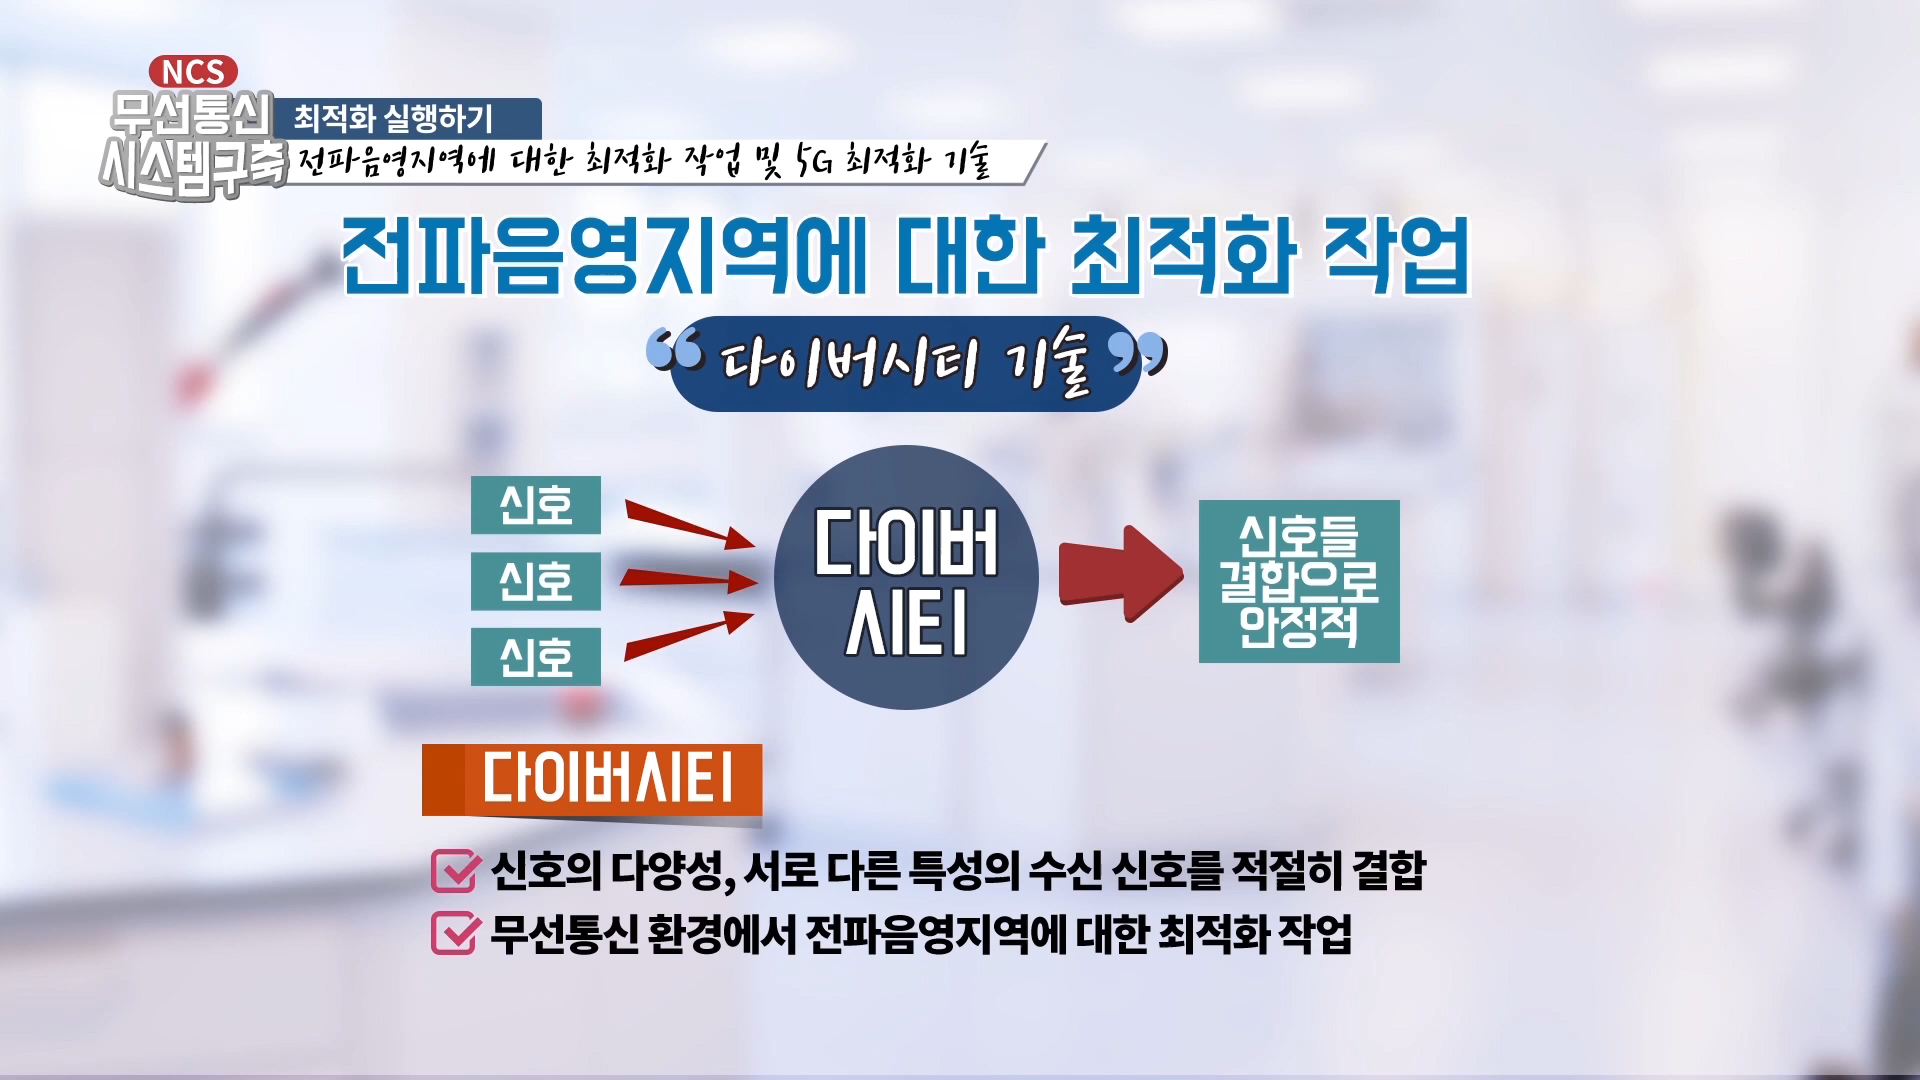 NCS
무선통신
시스템구축
최적화 실행하기
전파음영지역에 대한 최적화 작업 및 5G 최적화 기술
전파음영지역에 대한 최적화 작업
“다이버시티 기술”
신호
신호
신호
다이버
시티
신호들
결합으로
안정적
다이버시티
신호의 다양성, 서로 다른 특성의 수신 신호를 적절히 결합
무선통신 환경에서 전파음영지역에 대한 최적화 작업